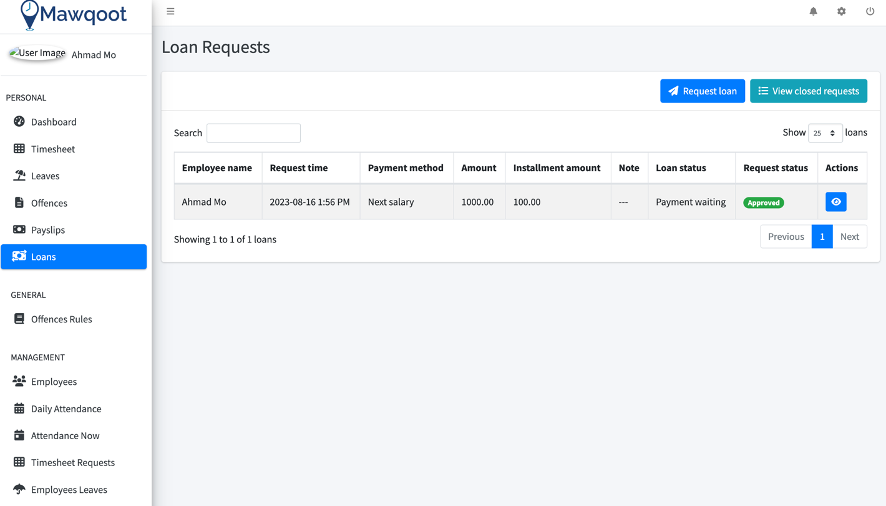 Mawqoot
User Image
Ahmad Mo
PERSONAL
Dashboard
Timesheet
Leaves
Offences
Payslips
Loans
GENERAL
Offences Rules
MANAGEMENT
Employees
Daily Attendance
Attendance Now
Timesheet Requests
Employees Leaves
Loan Requests
Request loan View closed requests
Search Show 25 loans
Employee name Request time Payment method Amount Installment amount Note Loan status Request status Actions
Ahmad Mo 2023-08-16 1:56 PM Next salary 1000.00 100.00 --- Payment waiting Approved
Showing 1 to 1 of 1 loans Previous 1 Next